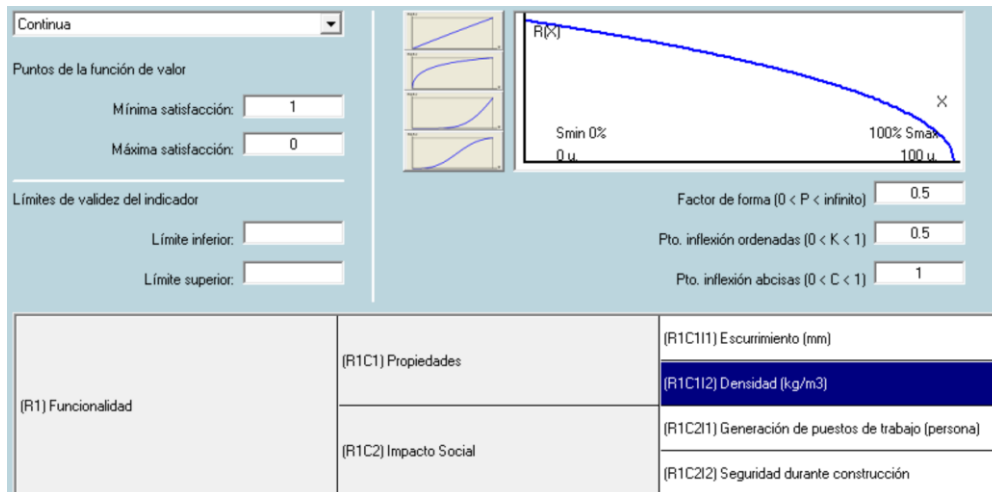 Continua
Puntos de la función de valor
Mínima satisfacción: 1
Máxima satisfacción: 0
Límites de validez del indicador
Límite inferior:
Límite superior:
R(X)
X
Smin 0%
100% Smax
0 u.
100 u.
Factor de forma (0 < P < infinito) 0.5
Pto. inflexión ordenadas (0 < K < 1) 0.5
Pto. inflexión abcisas (0 < C < 1) 1
(R1) Funcionalidad
(R1C1) Propiedades
(R1C2) Impacto Social
(R1C1I1) Escurrimiento (mm)
(R1C1I2) Densidad (kg/m3)
(R1C2I1) Generación de puestos de trabajo (persona)
(R1C2I2) Seguridad durante construcción